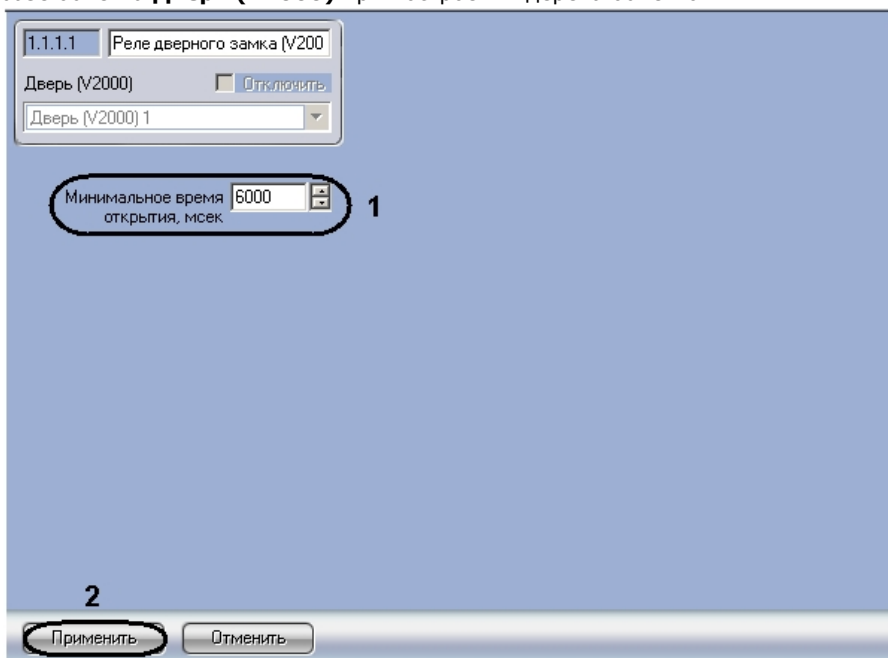 1.1.1.1 Реле дверного замка (V200
Дверь (V2000) Отключить
Дверь (V2000) 1
Минимальное время 6000
открытия, мсек
1
2
Применить Отменить